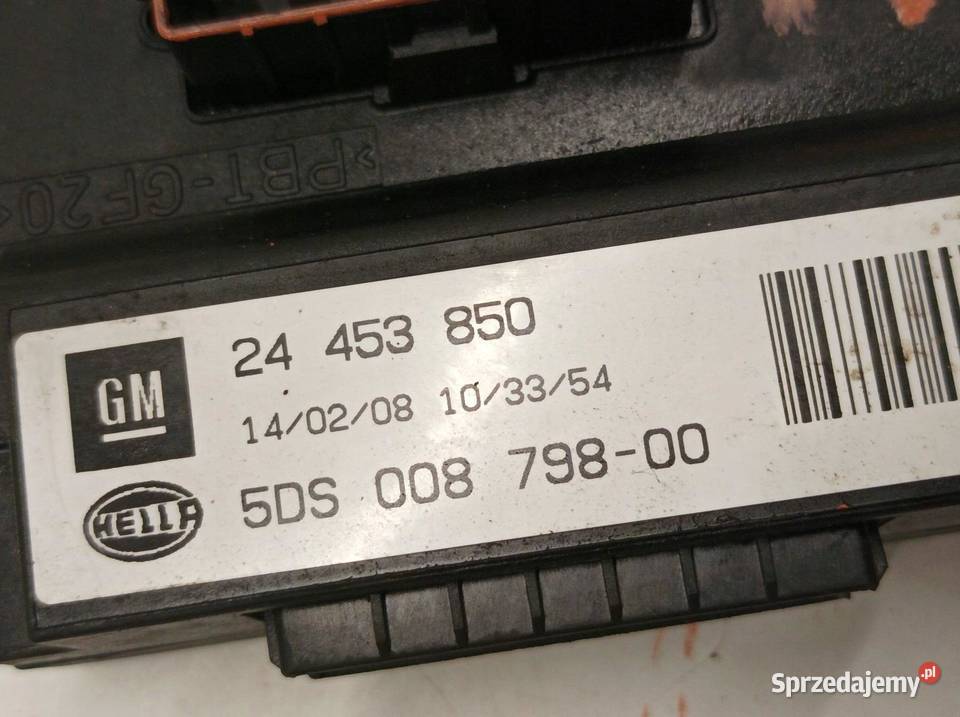 >PBT-GF20<
GM
24 453 850
14/02/08 10/33/54
HELLA
5DS 008 798-00
Sprzedajemy.pl